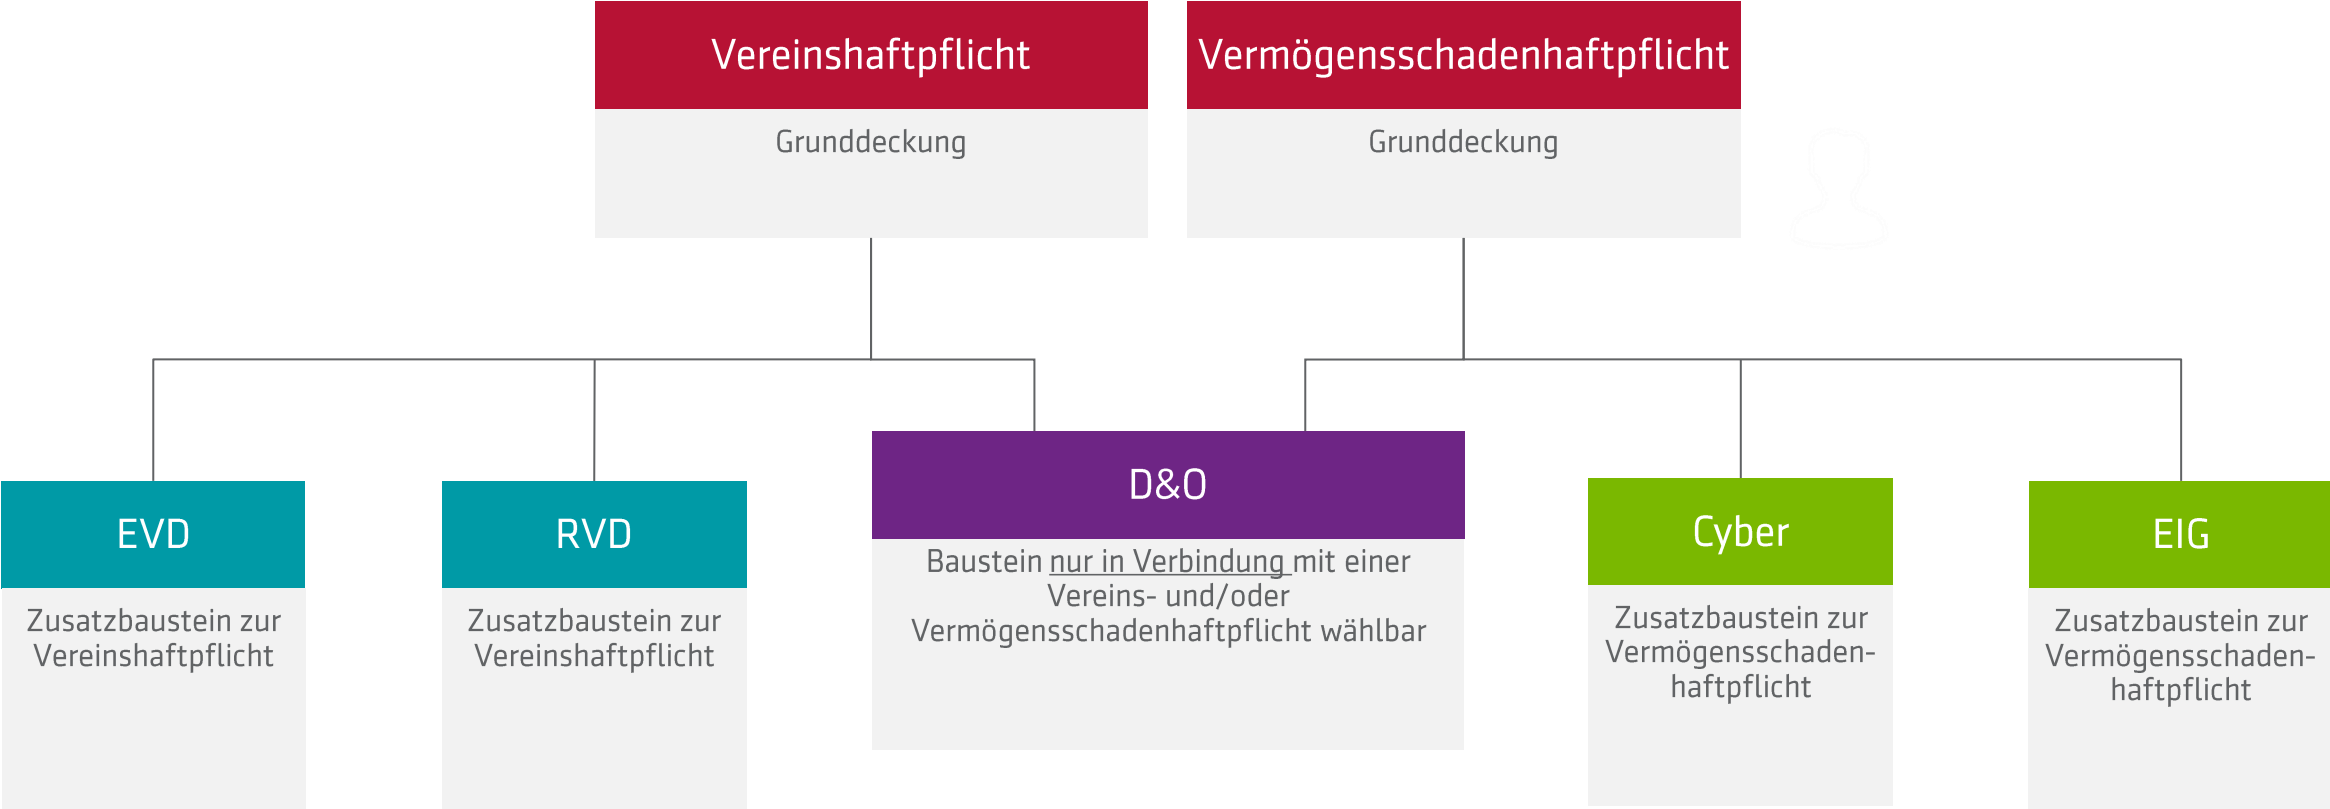 Vereinshaftpflicht
Grunddeckung
Vermögensschadenhaftpflicht
Grunddeckung
EVD
Zusatzbaustein zur
Vereinshaftpflicht
RVD
Zusatzbaustein zur
Vereinshaftpflicht
D&O
Baustein nur in Verbindung mit einer
Vereins- und/oder
Vermögensschadenhaftpflicht wählbar
Cyber
Zusatzbaustein zur
Vermögensschaden-
haftpflicht
EIG
Zusatzbaustein zur
Vermögensschaden-
haftpflicht